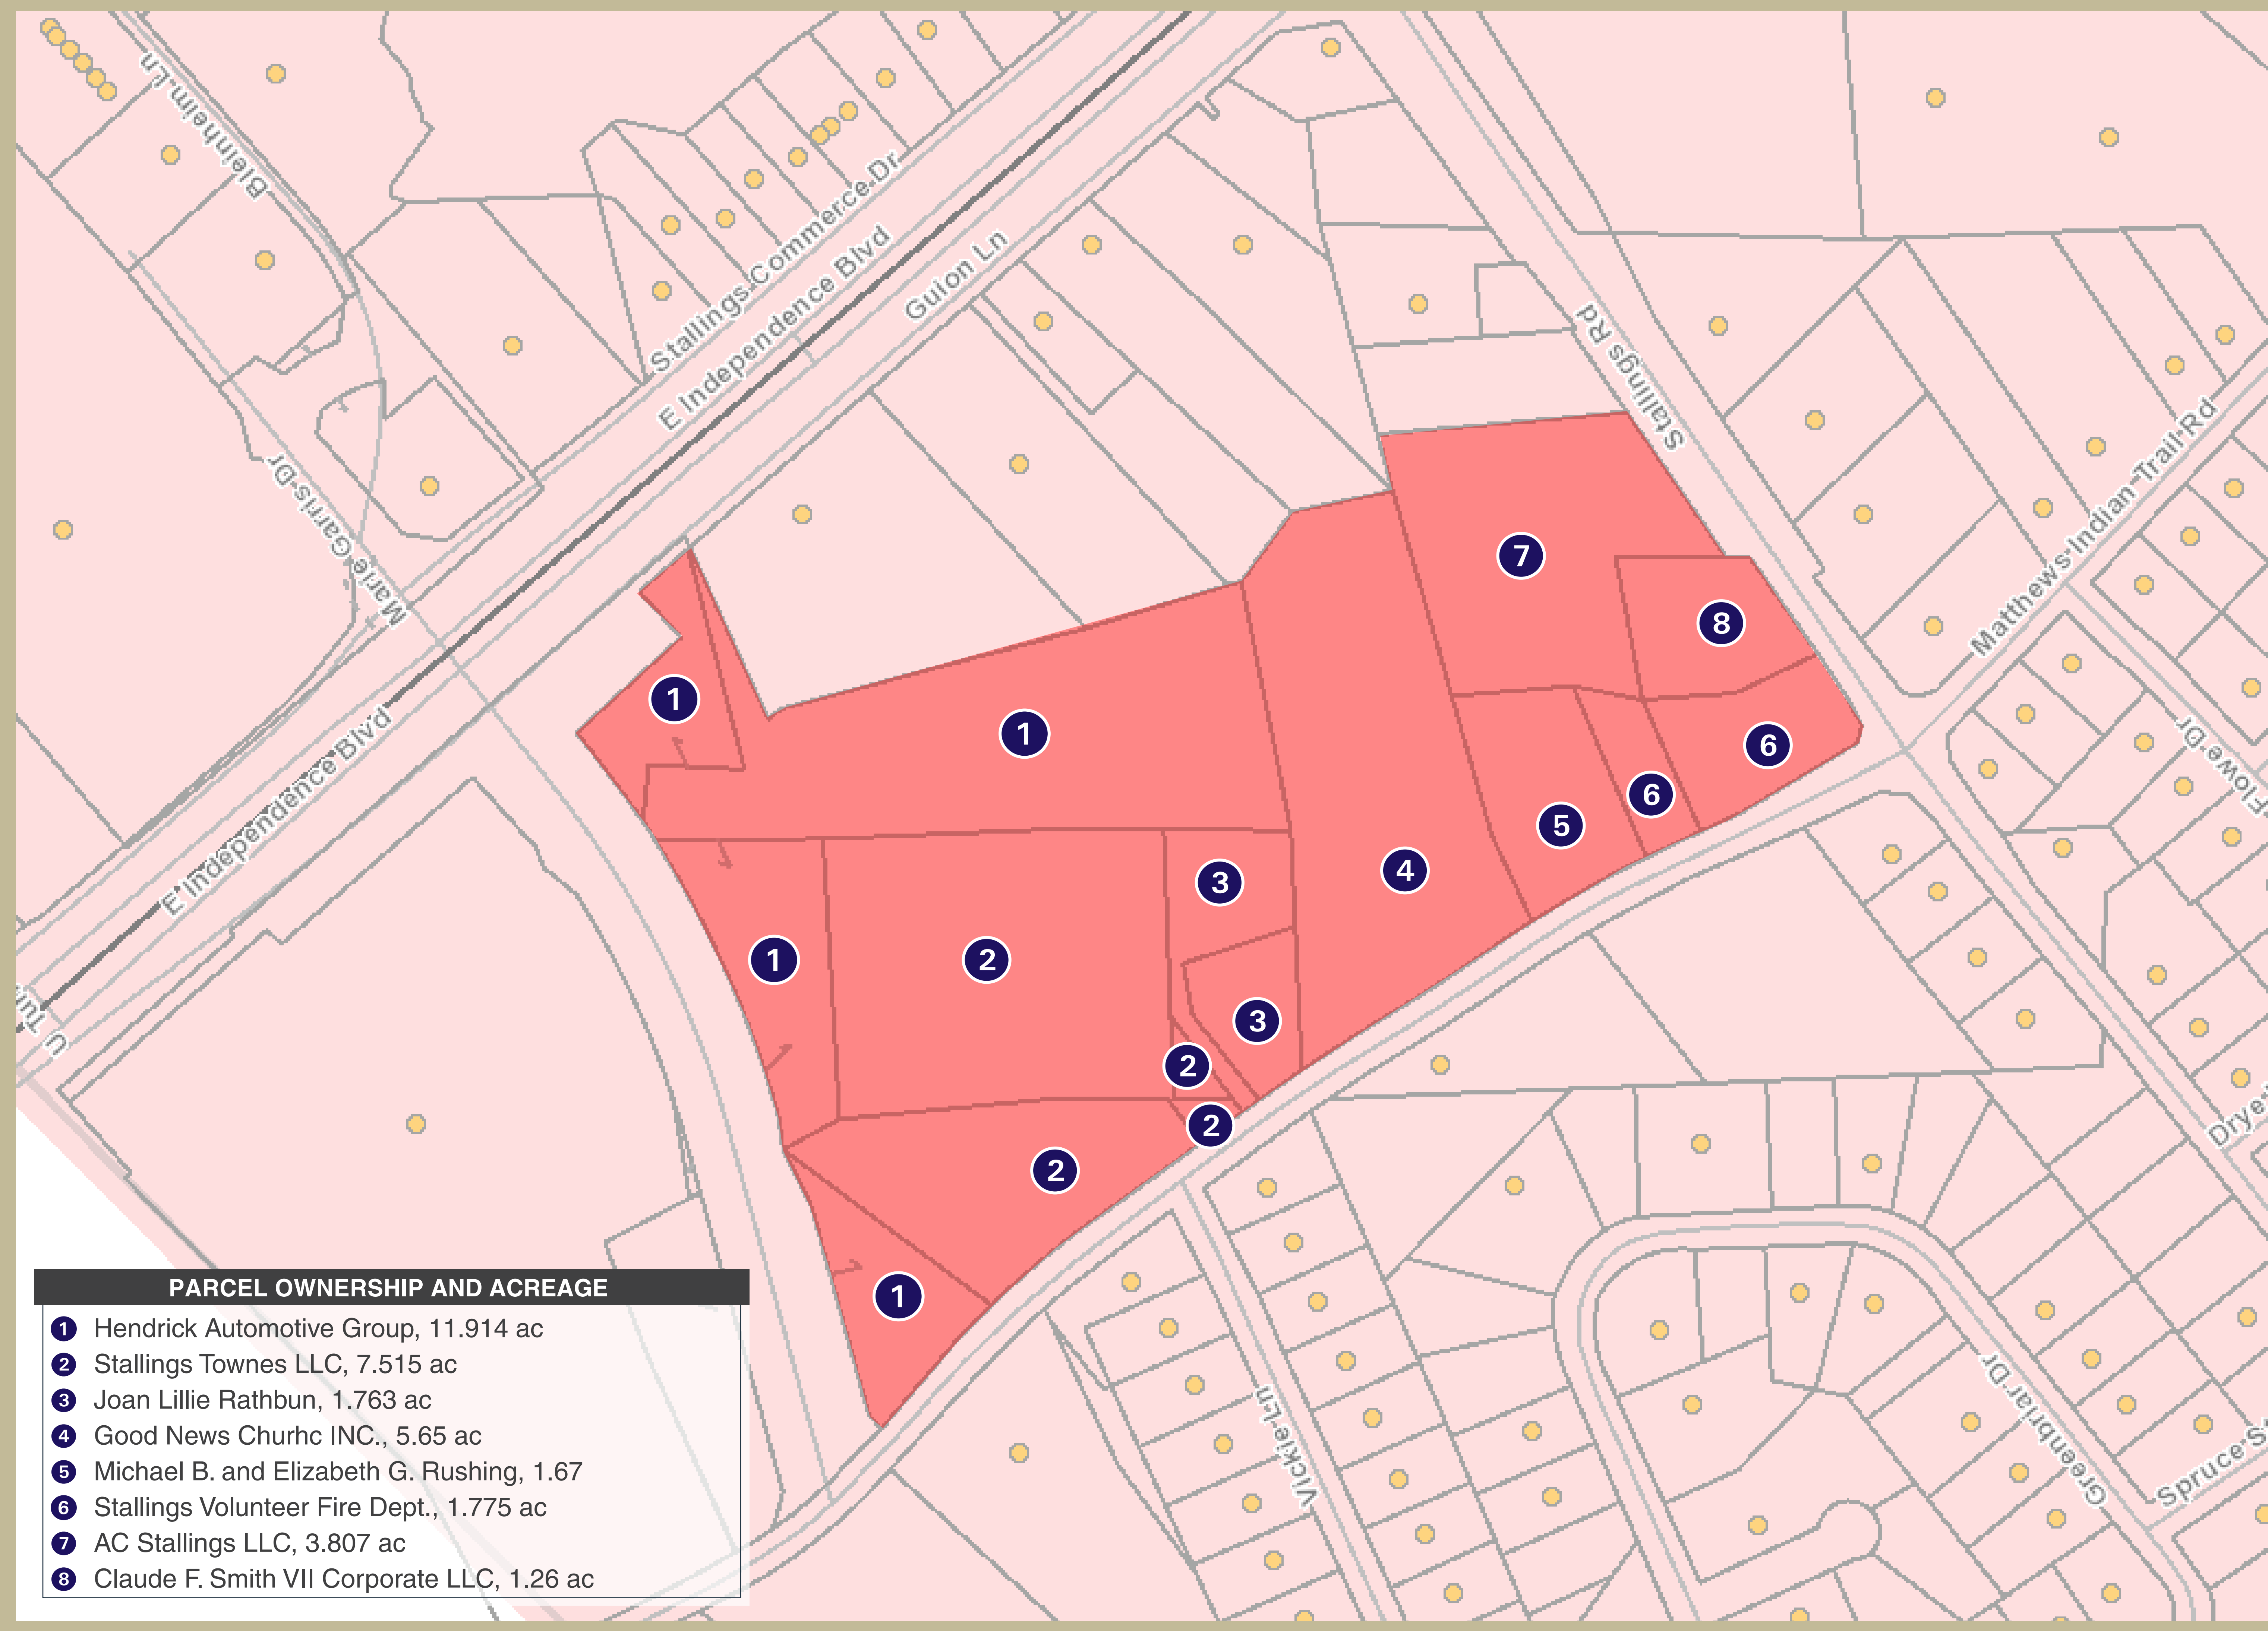 Bleinheim Ln
Stallings Commerce Dr
E Independence Blvd
Guion Ln
Stallings Rd
Matthews Indian Trail Rd
Marie Garris Dr
E Independence Blvd
Flowe Dr
U Turn
Drye
Vickie Ln
Greenbriar Dr
Spruce S
1
1
7
8
6
6
5
4
3
1
2
3
2
2
2
1
PARCEL OWNERSHIP AND ACREAGE
1 Hendrick Automotive Group, 11.914 ac
2 Stallings Townes LLC, 7.515 ac
3 Joan Lillie Rathbun, 1.763 ac
4 Good News Churhc INC., 5.65 ac
5 Michael B. and Elizabeth G. Rushing, 1.67
6 Stallings Volunteer Fire Dept., 1.775 ac
7 AC Stallings LLC, 3.807 ac
8 Claude F. Smith VII Corporate LLC, 1.26 ac